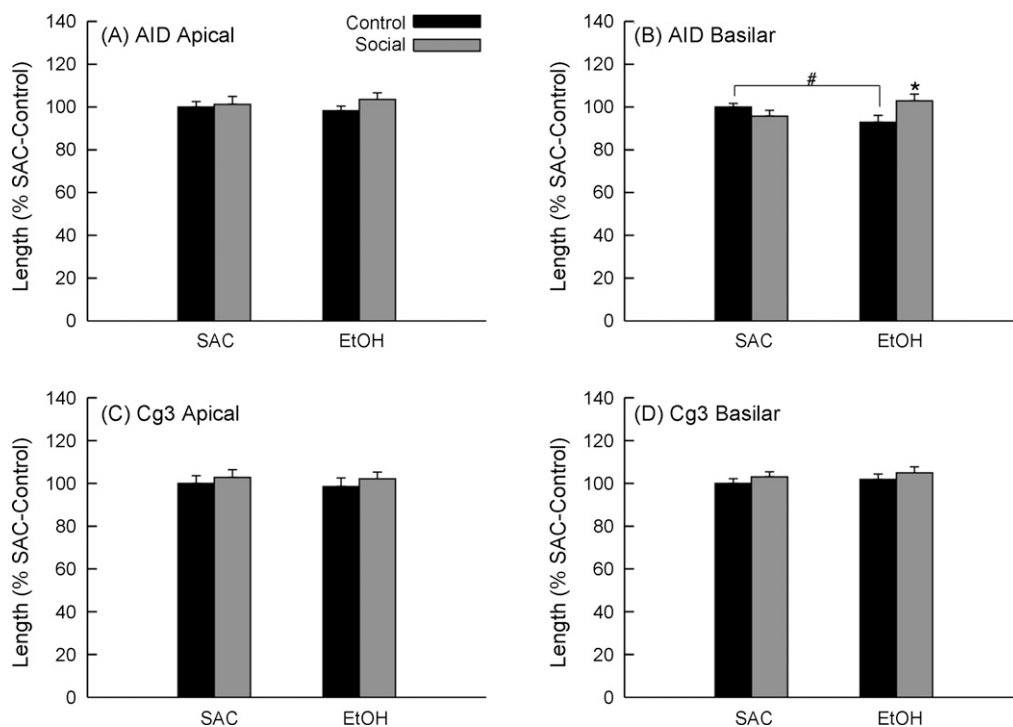 (A) AID Apical
Control
Social
Length (% SAC-Control)
140
120
100
80
60
40
20
0
SAC
EtOH
(B) AID Basilar
#
*
Length (% SAC-Control)
140
120
100
80
60
40
20
0
SAC
EtOH
(C) Cg3 Apical
Length (% SAC-Control)
140
120
100
80
60
40
20
0
SAC
EtOH
(D) Cg3 Basilar
Length (% SAC-Control)
140
120
100
80
60
40
20
0
SAC
EtOH